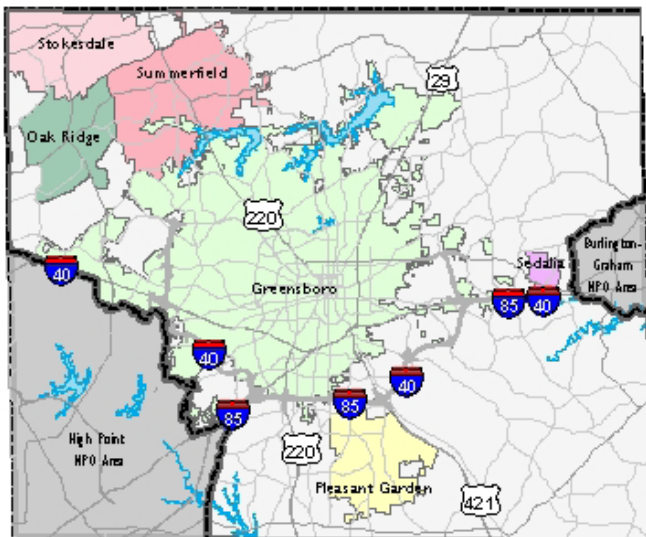 Stokesdale
Summerfield
29
Oak Ridge
220
Burlington-
Graham
MPO Area
Sedalia
40
Greensboro
85
40
40
40
85
85
High Point
MPO Area
220
Pleasant Garden
421